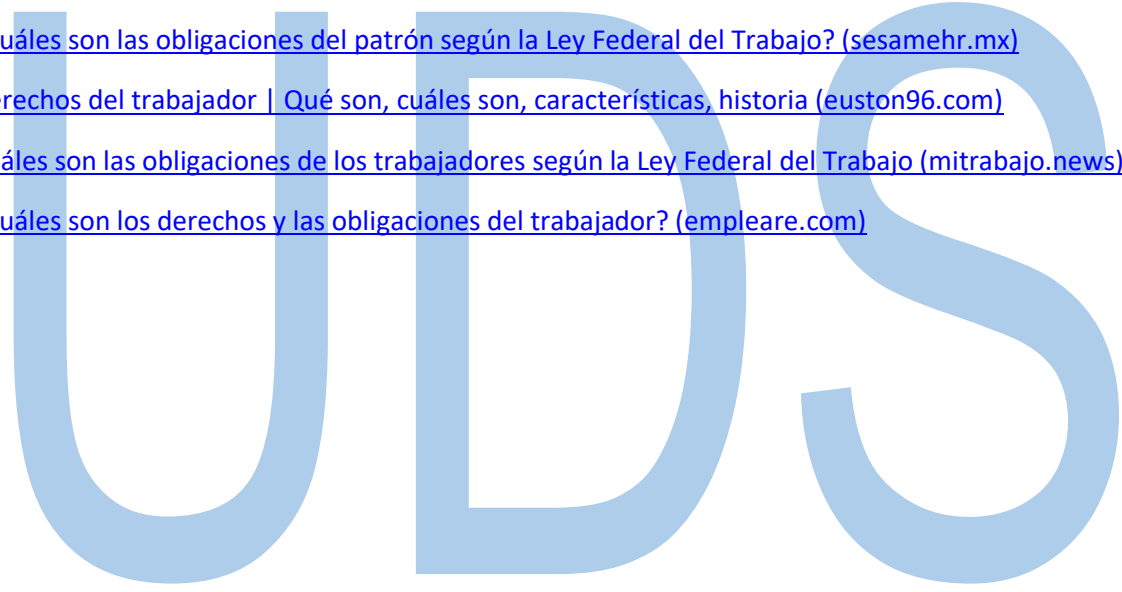 uáles son las obligaciones del patrón según la Ley Federal del Trabajo? (sesamehr.mx)
erechos del trabajador | Qué son, cuáles son, características, historia (euston96.com)
áles son las obligaciones de los trabajadores según la Ley Federal del Trabajo (mitrabajo.news)
uáles son los derechos y las obligaciones del trabajador? (empleare.com)
UDS